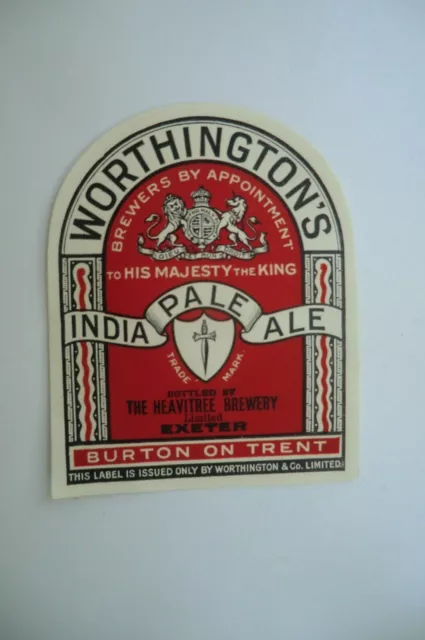 WORTHINGTON'S
BREWERS BY APPOINTMENT
TO HIS MAJESTY THE KING
INDIA PALE ALE
TRADE MARK.
BOTTLED BY
THE HEAVITREE BREWERY
Limited
EXETER
BURTON ON TRENT
THIS LABEL IS ISSUED ONLY BY WORTHINGTON & Co. LIMITED.